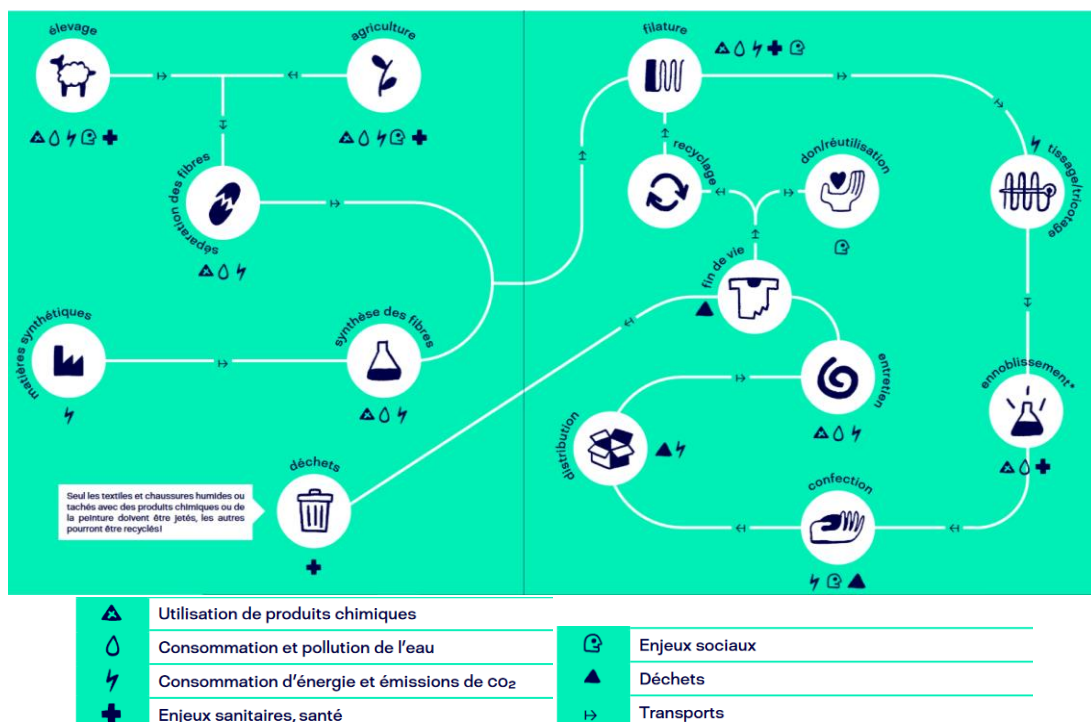 élevage
agriculture
filature
séparation des fibres
recyclage
don/réutilisation
tissage/tricotage
matières synthétiques
synthèse des fibres
fin de vie
entretien
ennoblissement*
distribution
déchets
confection
Seul les textiles et chaussures humides ou
tachés avec des produits chimiques ou de
la peinture doivent être jetés, les autres
pourront être recyclés!
Utilisation de produits chimiques
Consommation et pollution de l'eau
Consommation d'énergie et émissions de CO₂
Enjeux sanitaires, santé
Enjeux sociaux
Déchets
Transports